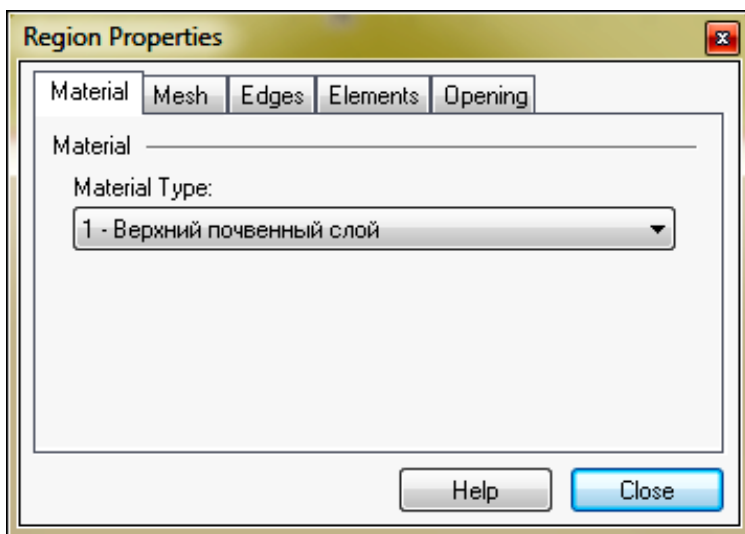 Region Properties
Material Mesh Edges Elements Opening
Material
Material Type:
1 - Верхний почвенный слой
Help Close